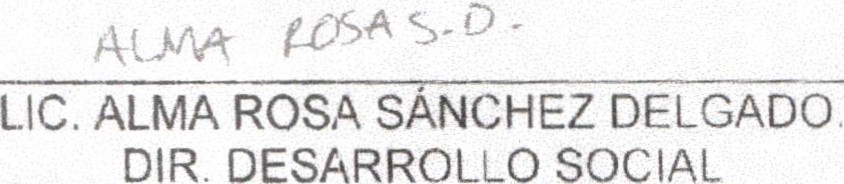 ALMA ROSA S.D.
LIC. ALMA ROSA SÁNCHEZ DELGADO.
DIR. DESARROLLO SOCIAL